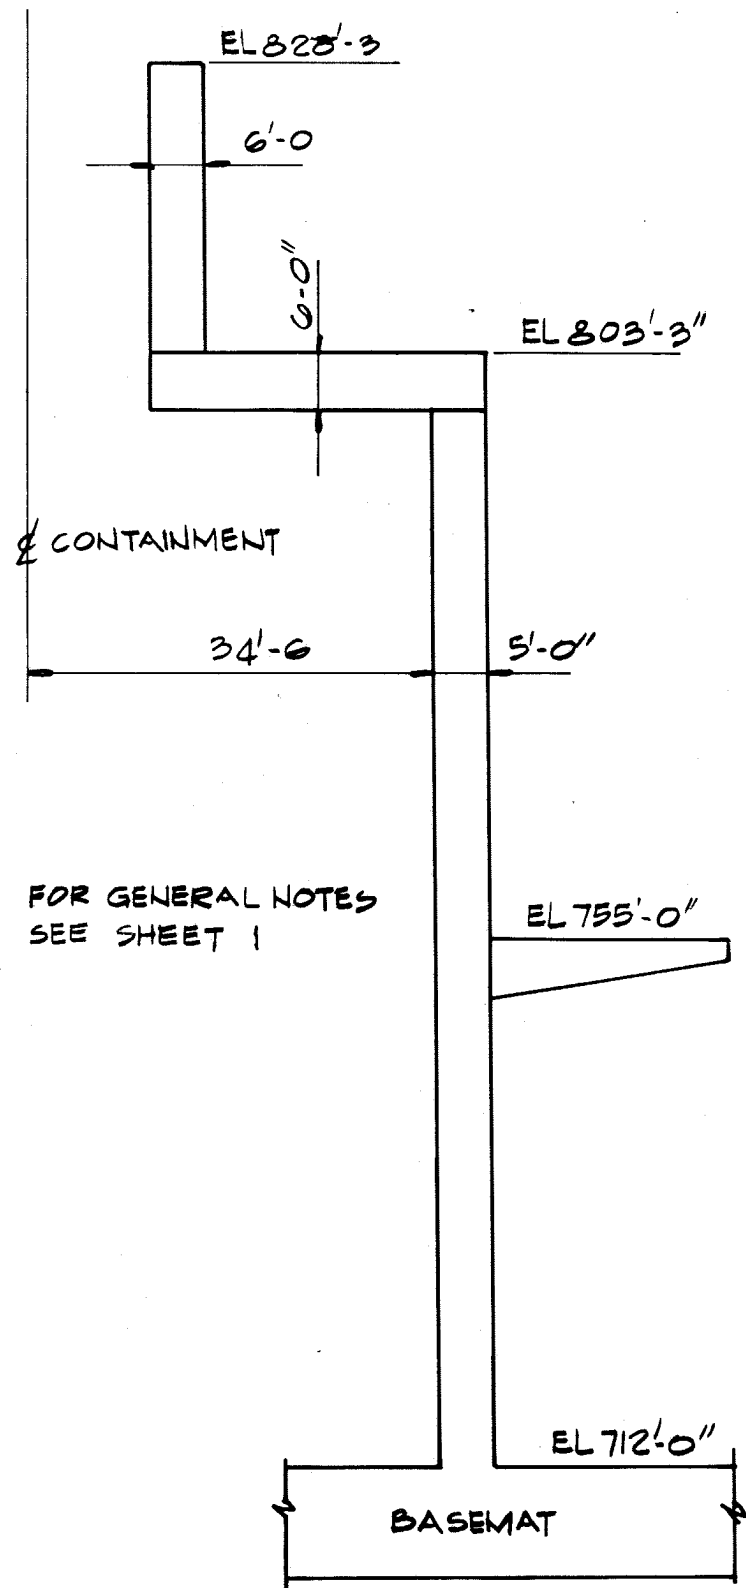 EL 828'-3
6'-0
6-0"
EL 803'-3"
℄ CONTAINMENT
34'-6
5'-0"
FOR GENERAL NOTES
SEE SHEET 1
EL 755'-0"
EL 712'-0"
BASEMAT